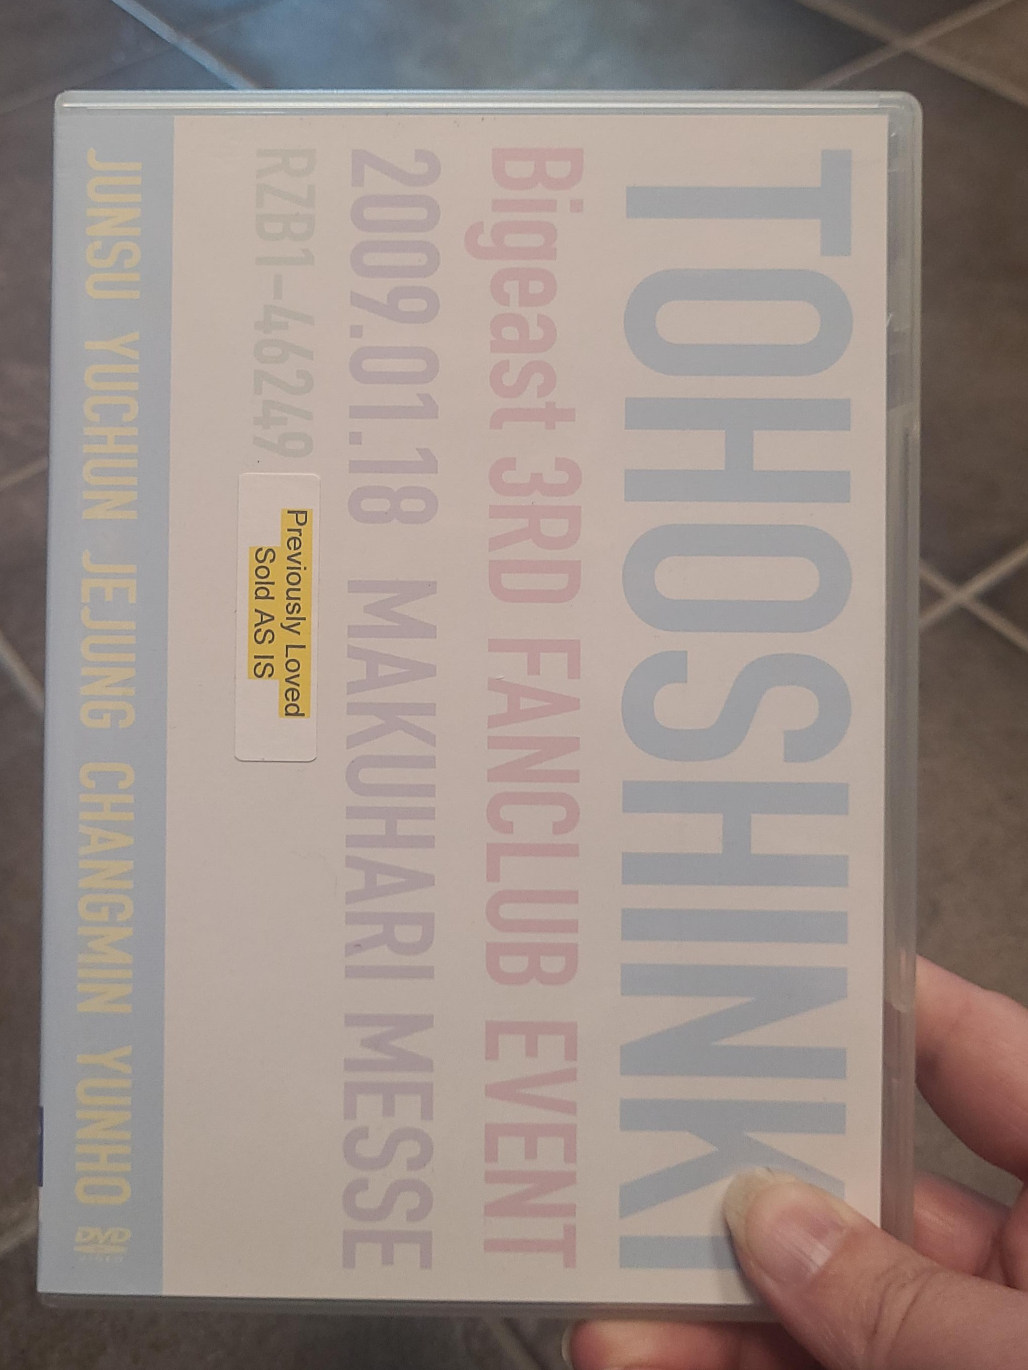 TOHOSHINKI
Bigeast 3RD FANCLUB EVENT
2009.01.18 MAKUHARI MESSE
RZB1-46249
Previously Loved
Sold AS IS
JUNSU YUCHUN JEJUNG CHANGMIN YUNHO
DVD
VIDEO